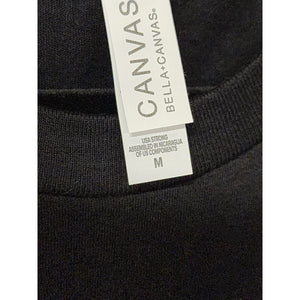 CANVAS
BELLA+CANVAS®
USA STRONG
ASSEMBLED IN NICARAGUA
OF US COMPONENTS
M